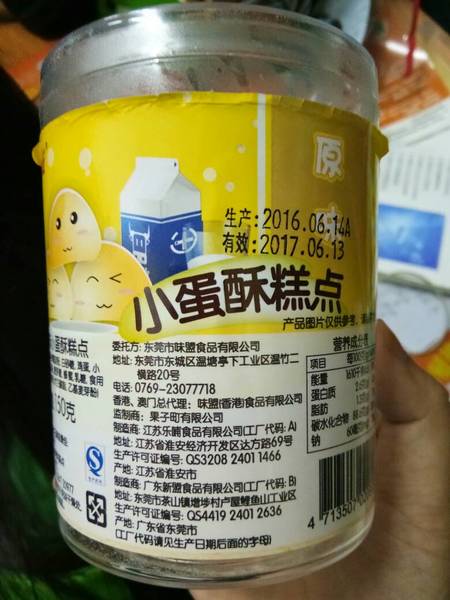 原味
生产:2016.06.14A
有效:2017.06.13
小蛋酥糕点
产品图片仅供参考
蛋酥糕点
50克
委托方: 东莞市味盟食品有限公司
地址: 东莞市东城区温塘亭下工业区温竹二
横路20号
电话: 0769-23077718
香港、澳门总代理: 味盟(香港)食品有限公司
监制商: 果子町有限公司
制造商: 江苏乐脯食品有限公司(工厂代码: A)
地址: 江苏省淮安经济开发区达方路69号
生产许可证编号: QS3208 2401 1466
产地: 江苏省淮安市
制造商: 广东新盟食品有限公司(工厂代码: B)
地址: 东莞市茶山镇增埗村卢屋鲤鱼山工业区
生产许可证编号: QS4419 2401 2636
产地: 广东省东莞市
(工厂代码请见生产日期后面的字母)
营养成分表
项目
能量
蛋白质
脂肪
碳水化合物
钠
4 713507